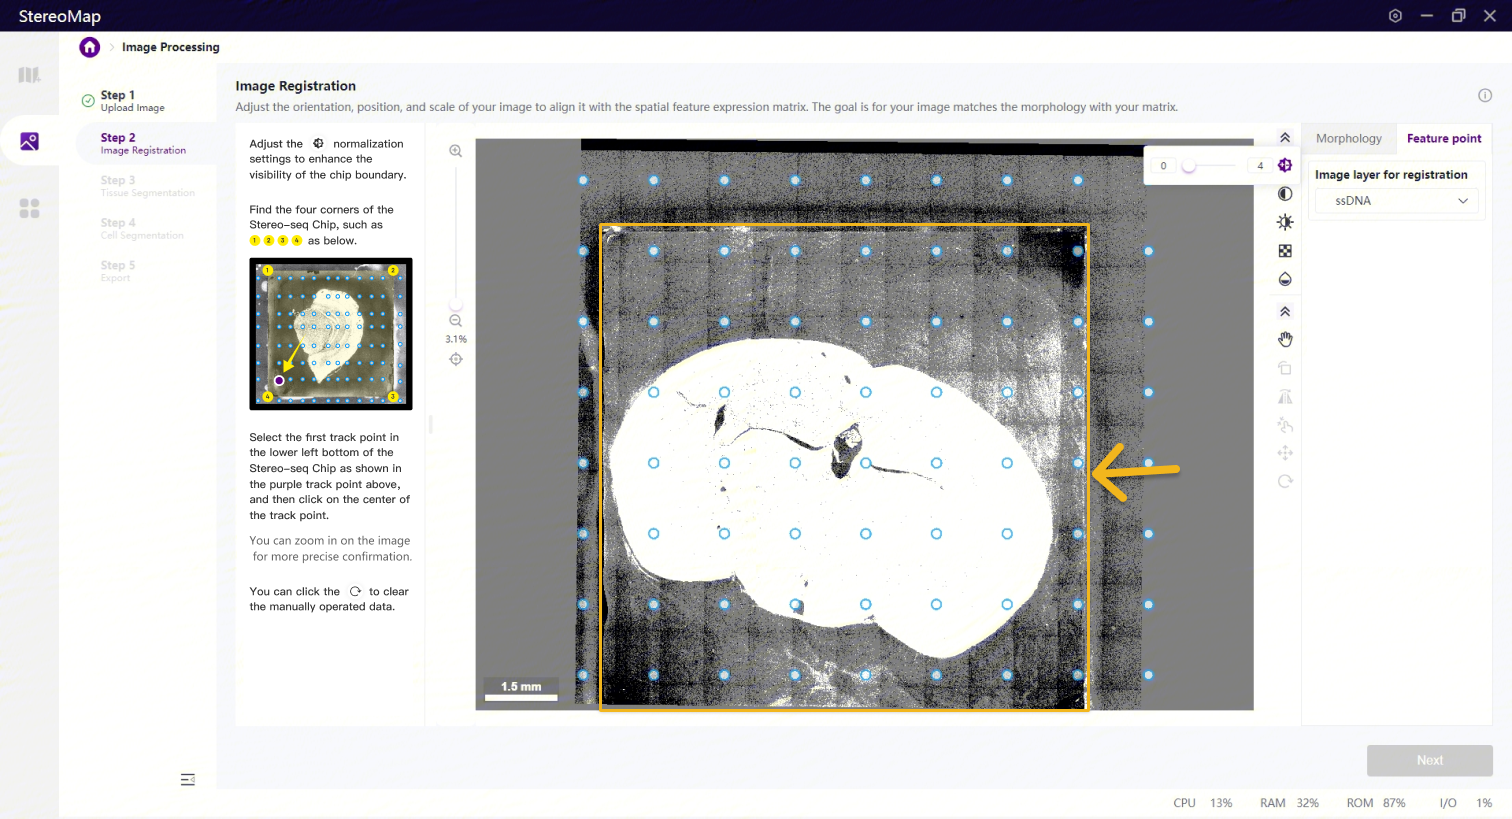 StereoMap
Image Processing
Step 1
Upload Image
Step 2
Image Registration
Step 3
Tissue Segmentation
Step 4
Cell Segmentation
Step 5
Export
Image Registration
Adjust the orientation, position, and scale of your image to align it with the spatial feature expression matrix. The goal is for your image matches the morphology with your matrix.
Adjust the normalization
settings to enhance the
visibility of the chip boundary.
Find the four corners of the
Stereo-seq Chip, such as
1 2 3 4 as below.
1 2
4 3
Select the first track point in
the lower left bottom of the
Stereo-seq Chip as shown in
the purple track point above,
and then click on the center of
the track point.
You can zoom in on the image
for more precise confirmation.
You can click the to clear
the manually operated data.
3.1%
1.5 mm
0 4
Morphology Feature point
Image layer for registration
ssDNA
Next
CPU 13% RAM 32% ROM 87% I/O 1%